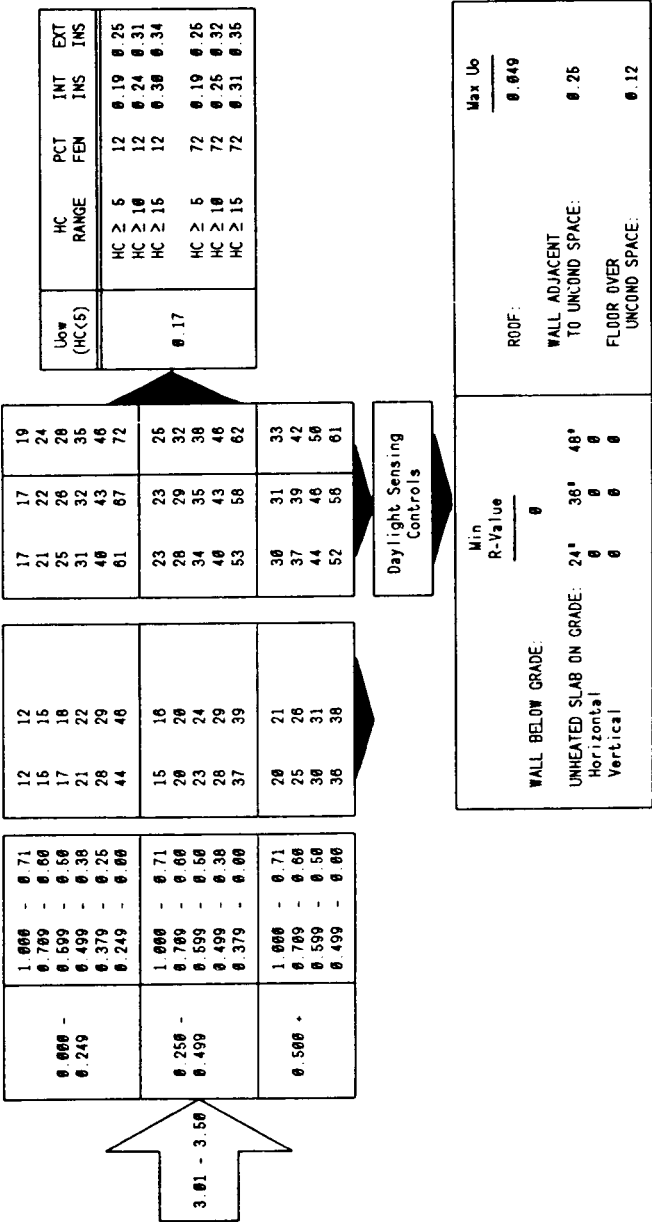 3.01 - 3.50
0.000 -
0.249
1.000 - 0.71 12 12 17 17 19
0.709 - 0.60 15 15 21 22 24
0.599 - 0.50 17 18 25 26 28
0.499 - 0.38 21 22 31 32 35
0.379 - 0.25 28 29 40 43 46
0.249 - 0.00 44 46 61 67 72
0.250 -
0.499
1.000 - 0.71 15 16 23 23 25
0.709 - 0.60 20 20 28 29 32
0.599 - 0.50 23 24 34 35 38
0.499 - 0.38 28 29 40 43 46
0.379 - 0.00 37 39 53 58 62
0.500 +
1.000 - 0.71 20 21 30 31 33
0.709 - 0.60 25 26 37 39 42
0.599 - 0.50 30 31 44 46 50
0.499 - 0.00 36 38 52 56 61
Uow HC PCT INT EXT
(HC<5) RANGE FEN INS INS
0.17
HC ≥ 5 12 0.19 0.25
HC ≥ 10 12 0.24 0.31
HC ≥ 15 12 0.30 0.34
HC ≥ 5 72 0.19 0.26
HC ≥ 10 72 0.25 0.32
HC ≥ 15 72 0.31 0.35
Daylight Sensing
Controls
Min
R-Value
WALL BELOW GRADE: 0
UNHEATED SLAB ON GRADE: 24" 36" 48"
Horizontal 0 0 0
Vertical 0 0 0
Max Uo
ROOF: 0.049
WALL ADJACENT
TO UNCOND SPACE: 0.25
FLOOR OVER
UNCOND SPACE: 0.12